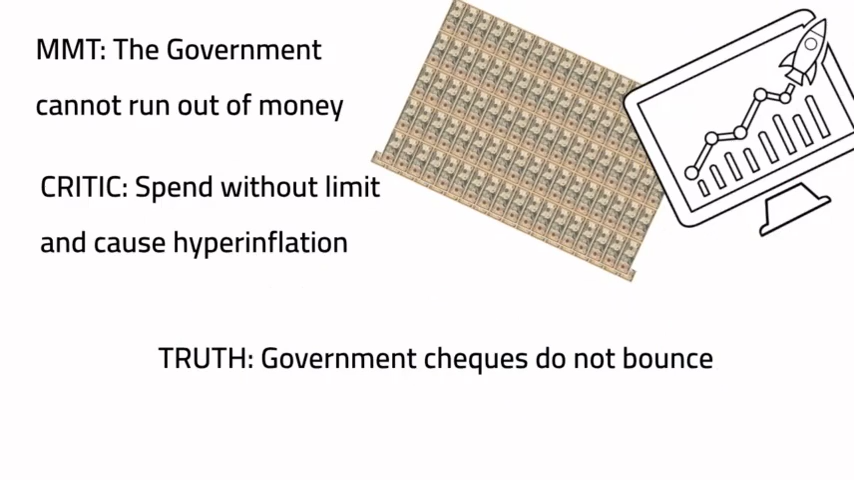 MMT: The Government
cannot run out of money
CRITIC: Spend without limit
and cause hyperinflation
TRUTH: Government cheques do not bounce